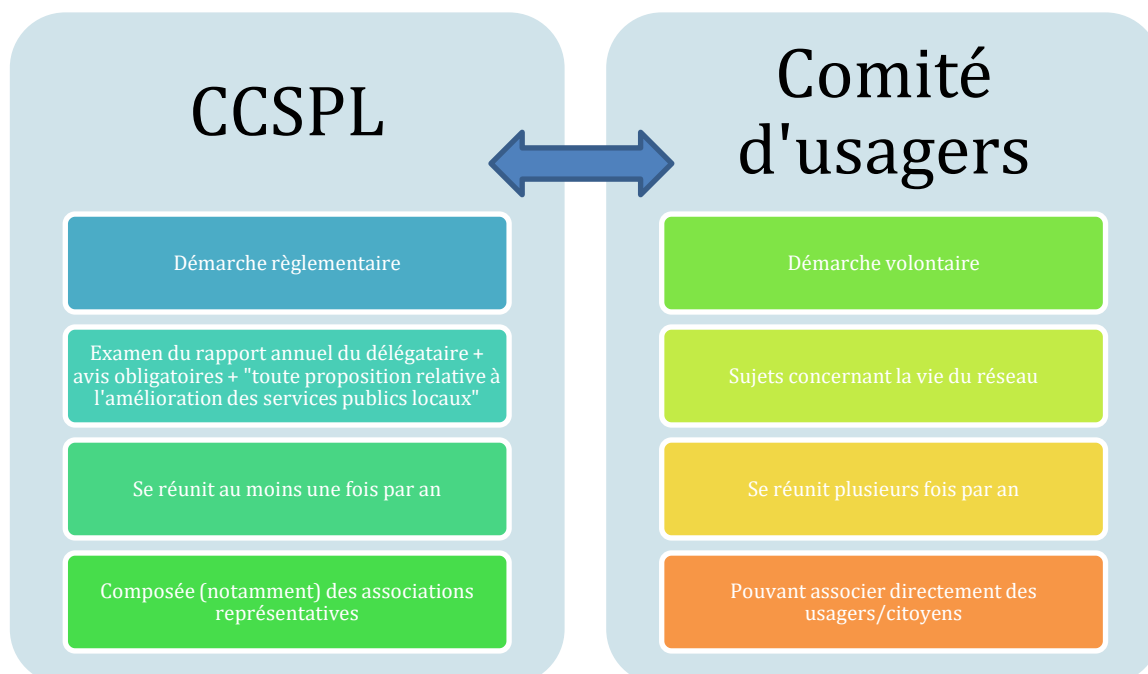 CCSPL
Démarche règlementaire
Examen du rapport annuel du délégataire +
avis obligatoires + "toute proposition relative à
l'amélioration des services publics locaux"
Se réunit au moins une fois par an
Composée (notamment) des associations
représentatives
Comité
d'usagers
Démarche volontaire
Sujets concernant la vie du réseau
Se réunit plusieurs fois par an
Pouvant associer directement des
usagers/citoyens